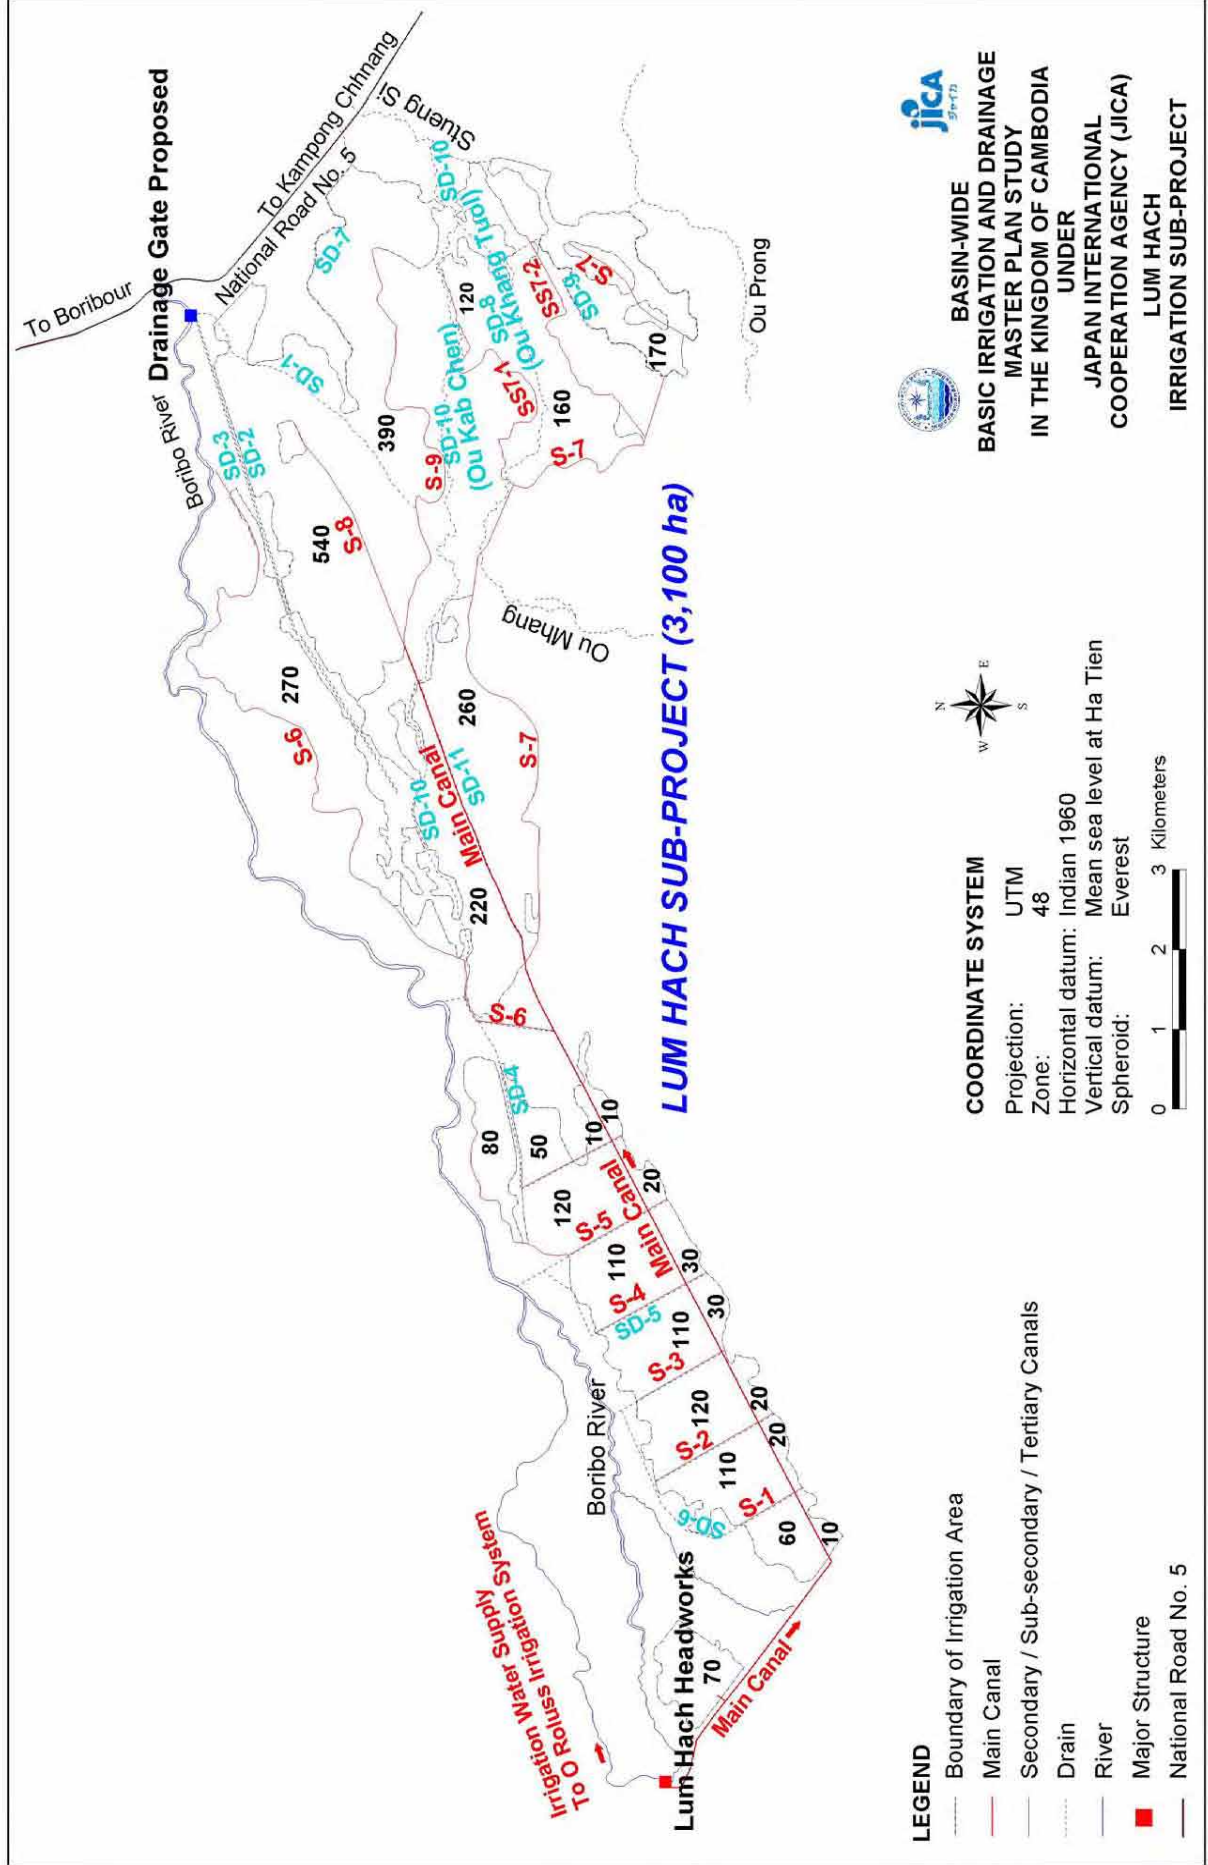 To Boribour
Drainage Gate Proposed
To Kampong Chhnang
National Road No. 5
Stueng Si
Boribo River
SD-3
SD-2
SD-1
SD-7
SD-10
540
S-8
390
S-9
SD-10
(Ou Kab Chen)
120
SD-8
(Ou Khang Tuol)
SS7-1
SS7-2
SD-9
S-7
170
160
S-7
Ou Prong
Ou Mhang
270
S-6
260
S-7
SD-10
Main Canal
SD-11
220
S-6
SD-4
80
50
10
10
120
S-5
20
Main Canal
110
S-4
30
SD-5
110
30
S-3
120
20
S-2
110
20
S-1
SD-6
60
10
Boribo River
Irrigation Water Supply
To O Roluss Irrigation System
Lum Hach Headworks
70
Main Canal
LUM HACH SUB-PROJECT (3,100 ha)
LEGEND
Boundary of Irrigation Area
Main Canal
Secondary / Sub-secondary / Tertiary Canals
Drain
River
Major Structure
National Road No. 5
COORDINATE SYSTEM
Projection: UTM
Zone: 48
Horizontal datum: Indian 1960
Vertical datum: Mean sea level at Ha Tien
Spheroid: Everest
0 1 2 3 Kilometers
N
W E
S
jICA
ジャイカ
BASIN-WIDE
BASIC IRRIGATION AND DRAINAGE
MASTER PLAN STUDY
IN THE KINGDOM OF CAMBODIA
UNDER
JAPAN INTERNATIONAL
COOPERATION AGENCY (JICA)
LUM HACH
IRRIGATION SUB-PROJECT